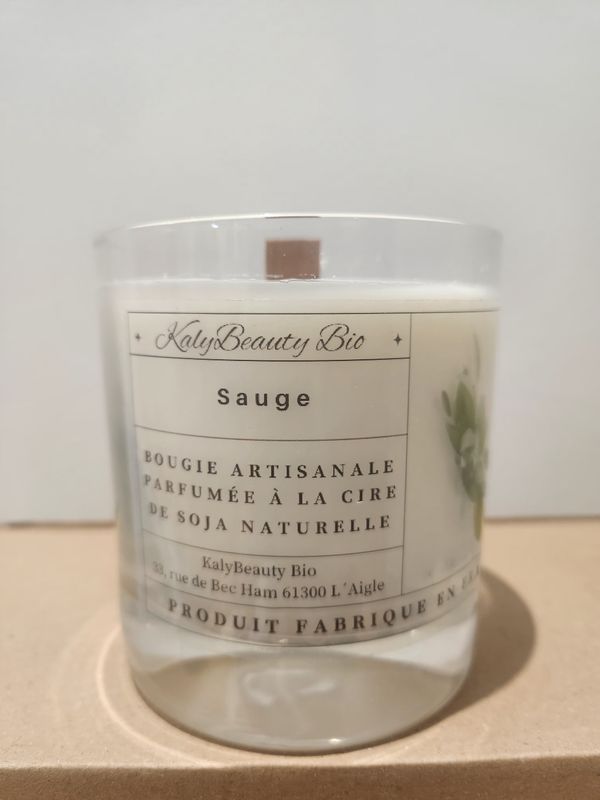 KalyBeauty Bio
Sauge
BOUGIE ARTISANALE
PARFUMÉE À LA CIRE
DE SOJA NATURELLE
KalyBeauty Bio
33, rue de Bec Ham 61300 L´Aigle
PRODUIT FABRIQUE EN